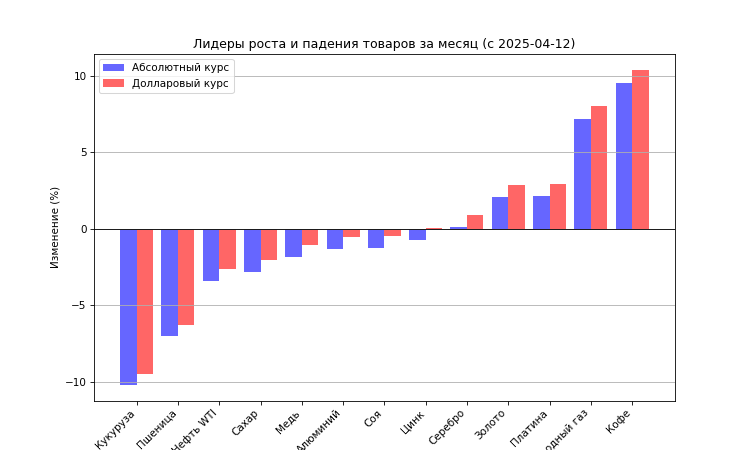 Лидеры роста и падения товаров за месяц (с 2025-04-12)
Абсолютный курс
Долларовый курс
Изменение (%)
10
5
0
−5
−10
Кукуруза
Пшеница
Нефть WTI
Сахар
Медь
Алюминий
Соя
Цинк
Серебро
Золото
Платина
одный газ
Кофе